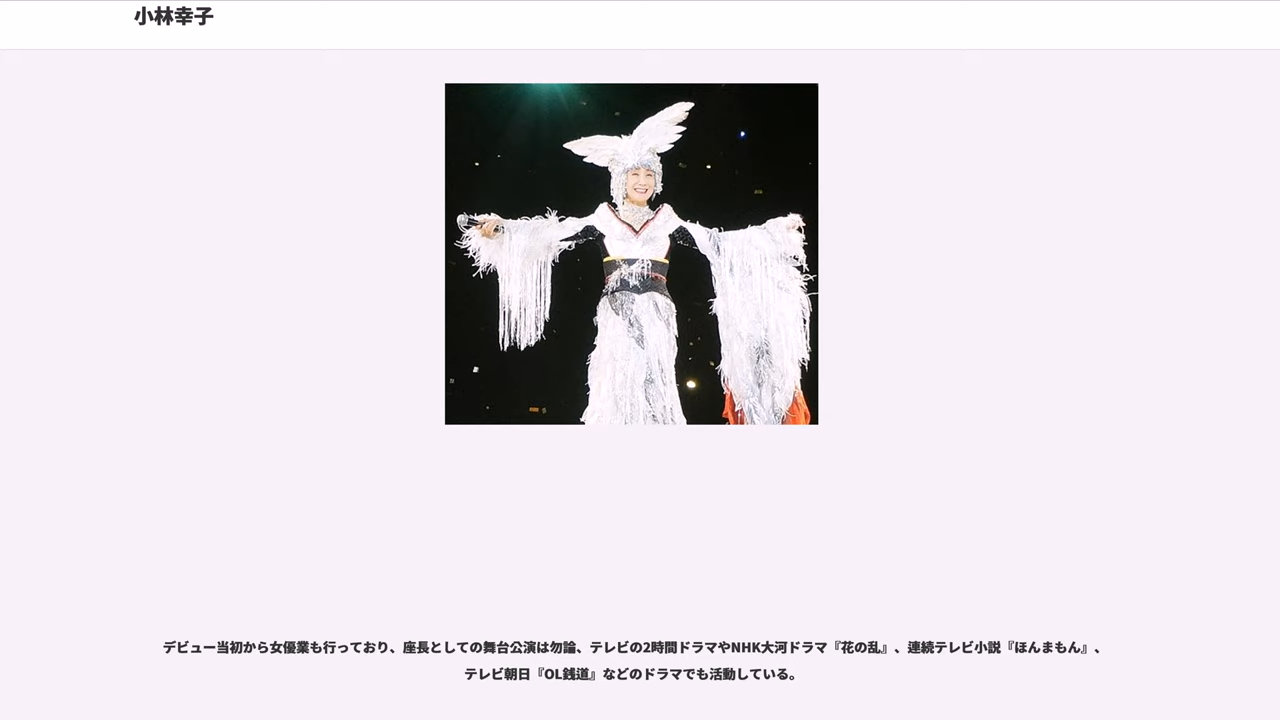 小林幸子
デビュー当初から女優業も行っており、座長としての舞台公演は勿論、テレビの2時間ドラマやNHK大河ドラマ『花の乱』、連続テレビ小説『ほんまもん』、
テレビ朝日『OL銭道』などのドラマでも活動している。